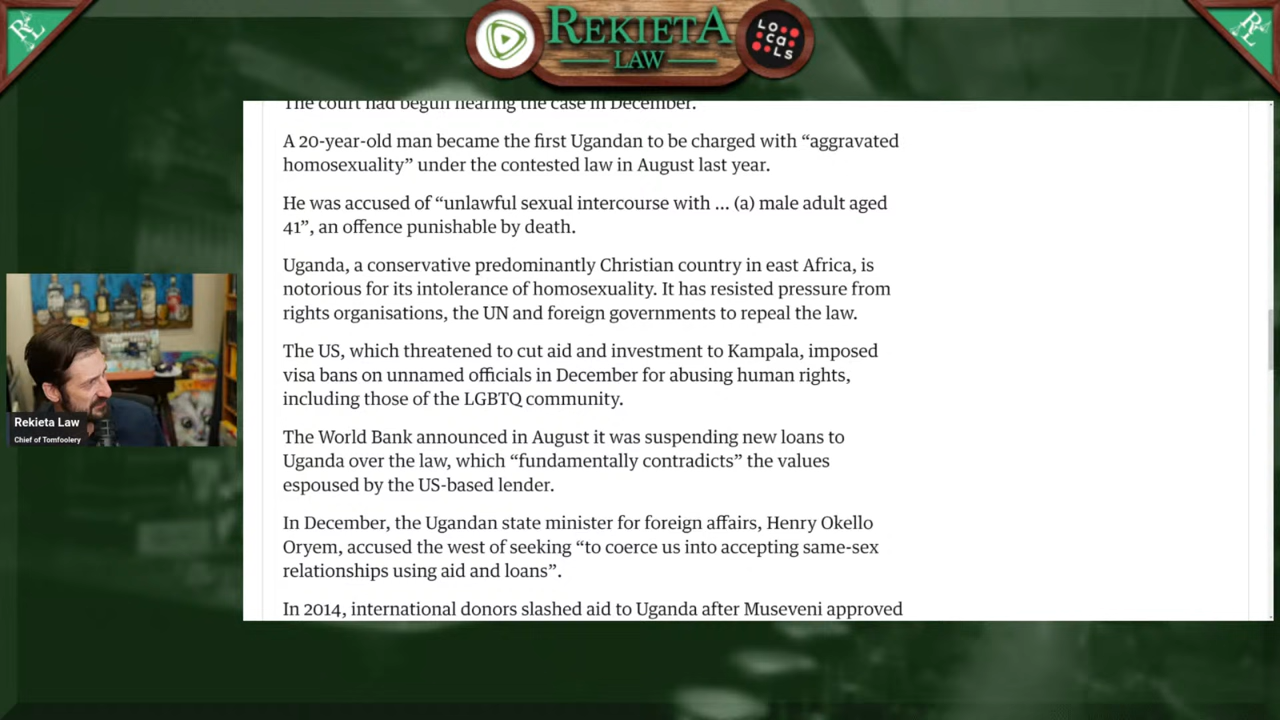 RL
REKIETA
LAW
LOcaLs
RL
The court had begun hearing the case in December.
A 20-year-old man became the first Ugandan to be charged with “aggravated
homosexuality” under the contested law in August last year.
He was accused of “unlawful sexual intercourse with ... (a) male adult aged
41”, an offence punishable by death.
Uganda, a conservative predominantly Christian country in east Africa, is
notorious for its intolerance of homosexuality. It has resisted pressure from
rights organisations, the UN and foreign governments to repeal the law.
The US, which threatened to cut aid and investment to Kampala, imposed
visa bans on unnamed officials in December for abusing human rights,
including those of the LGBTQ community.
The World Bank announced in August it was suspending new loans to
Uganda over the law, which “fundamentally contradicts” the values
espoused by the US-based lender.
In December, the Ugandan state minister for foreign affairs, Henry Okello
Oryem, accused the west of seeking “to coerce us into accepting same-sex
relationships using aid and loans”.
In 2014, international donors slashed aid to Uganda after Museveni approved
Rekieta Law
Chief of Tomfoolery